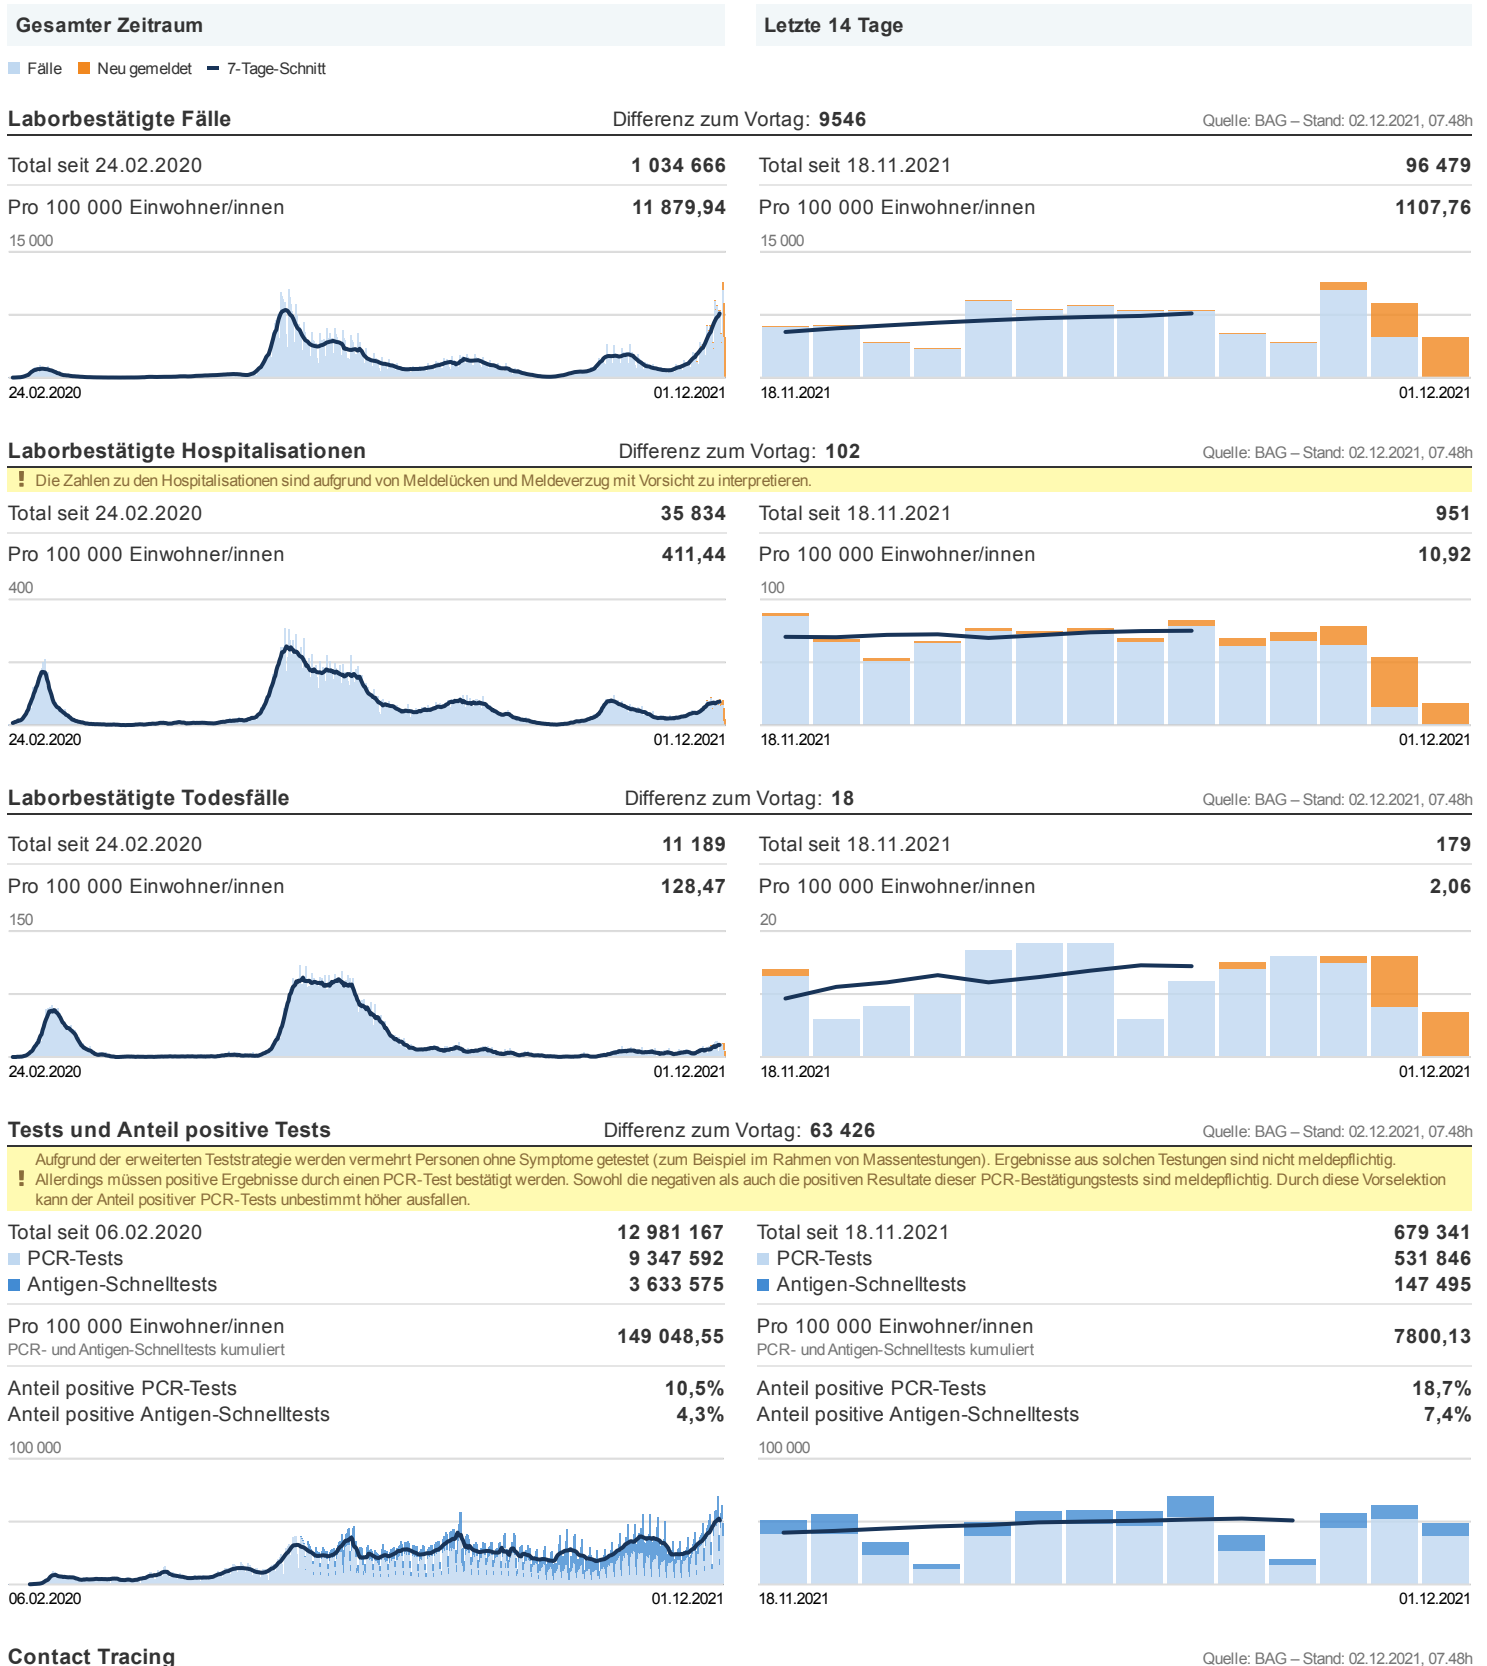 Gesamter Zeitraum
Letzte 14 Tage
Fälle Neu gemeldet 7-Tage-Schnitt
Laborbestätigte Fälle Differenz zum Vortag: 9546 Quelle: BAG – Stand: 02.12.2021, 07.48h
Total seit 24.02.2020 1 034 666
Total seit 18.11.2021 96 479
Pro 100 000 Einwohner/innen 11 879,94
Pro 100 000 Einwohner/innen 1107,76
15 000
15 000
24.02.2020 01.12.2021
18.11.2021 01.12.2021
Laborbestätigte Hospitalisationen Differenz zum Vortag: 102 Quelle: BAG – Stand: 02.12.2021, 07.48h
! Die Zahlen zu den Hospitalisationen sind aufgrund von Meldelücken und Meldeverzug mit Vorsicht zu interpretieren.
Total seit 24.02.2020 35 834
Total seit 18.11.2021 951
Pro 100 000 Einwohner/innen 411,44
Pro 100 000 Einwohner/innen 10,92
400
100
24.02.2020 01.12.2021
18.11.2021 01.12.2021
Laborbestätigte Todesfälle Differenz zum Vortag: 18 Quelle: BAG – Stand: 02.12.2021, 07.48h
Total seit 24.02.2020 11 189
Total seit 18.11.2021 179
Pro 100 000 Einwohner/innen 128,47
Pro 100 000 Einwohner/innen 2,06
150
20
24.02.2020 01.12.2021
18.11.2021 01.12.2021
Tests und Anteil positive Tests Differenz zum Vortag: 63 426 Quelle: BAG – Stand: 02.12.2021, 07.48h
Aufgrund der erweiterten Teststrategie werden vermehrt Personen ohne Symptome getestet (zum Beispiel im Rahmen von Massentestungen). Ergebnisse aus solchen Testungen sind nicht meldepflichtig.
! Allerdings müssen positive Ergebnisse durch einen PCR-Test bestätigt werden. Sowohl die negativen als auch die positiven Resultate dieser PCR-Bestätigungstests sind meldepflichtig. Durch diese Vorselektion
kann der Anteil positiver PCR-Tests unbestimmt höher ausfallen.
Total seit 06.02.2020 12 981 167
PCR-Tests 9 347 592
Antigen-Schnelltests 3 633 575
Total seit 18.11.2021 679 341
PCR-Tests 531 846
Antigen-Schnelltests 147 495
Pro 100 000 Einwohner/innen 149 048,55
PCR- und Antigen-Schnelltests kumuliert
Pro 100 000 Einwohner/innen 7800,13
PCR- und Antigen-Schnelltests kumuliert
Anteil positive PCR-Tests 10,5%
Anteil positive Antigen-Schnelltests 4,3%
Anteil positive PCR-Tests 18,7%
Anteil positive Antigen-Schnelltests 7,4%
100 000
100 000
06.02.2020 01.12.2021
18.11.2021 01.12.2021
Contact Tracing Quelle: BAG – Stand: 02.12.2021, 07.48h